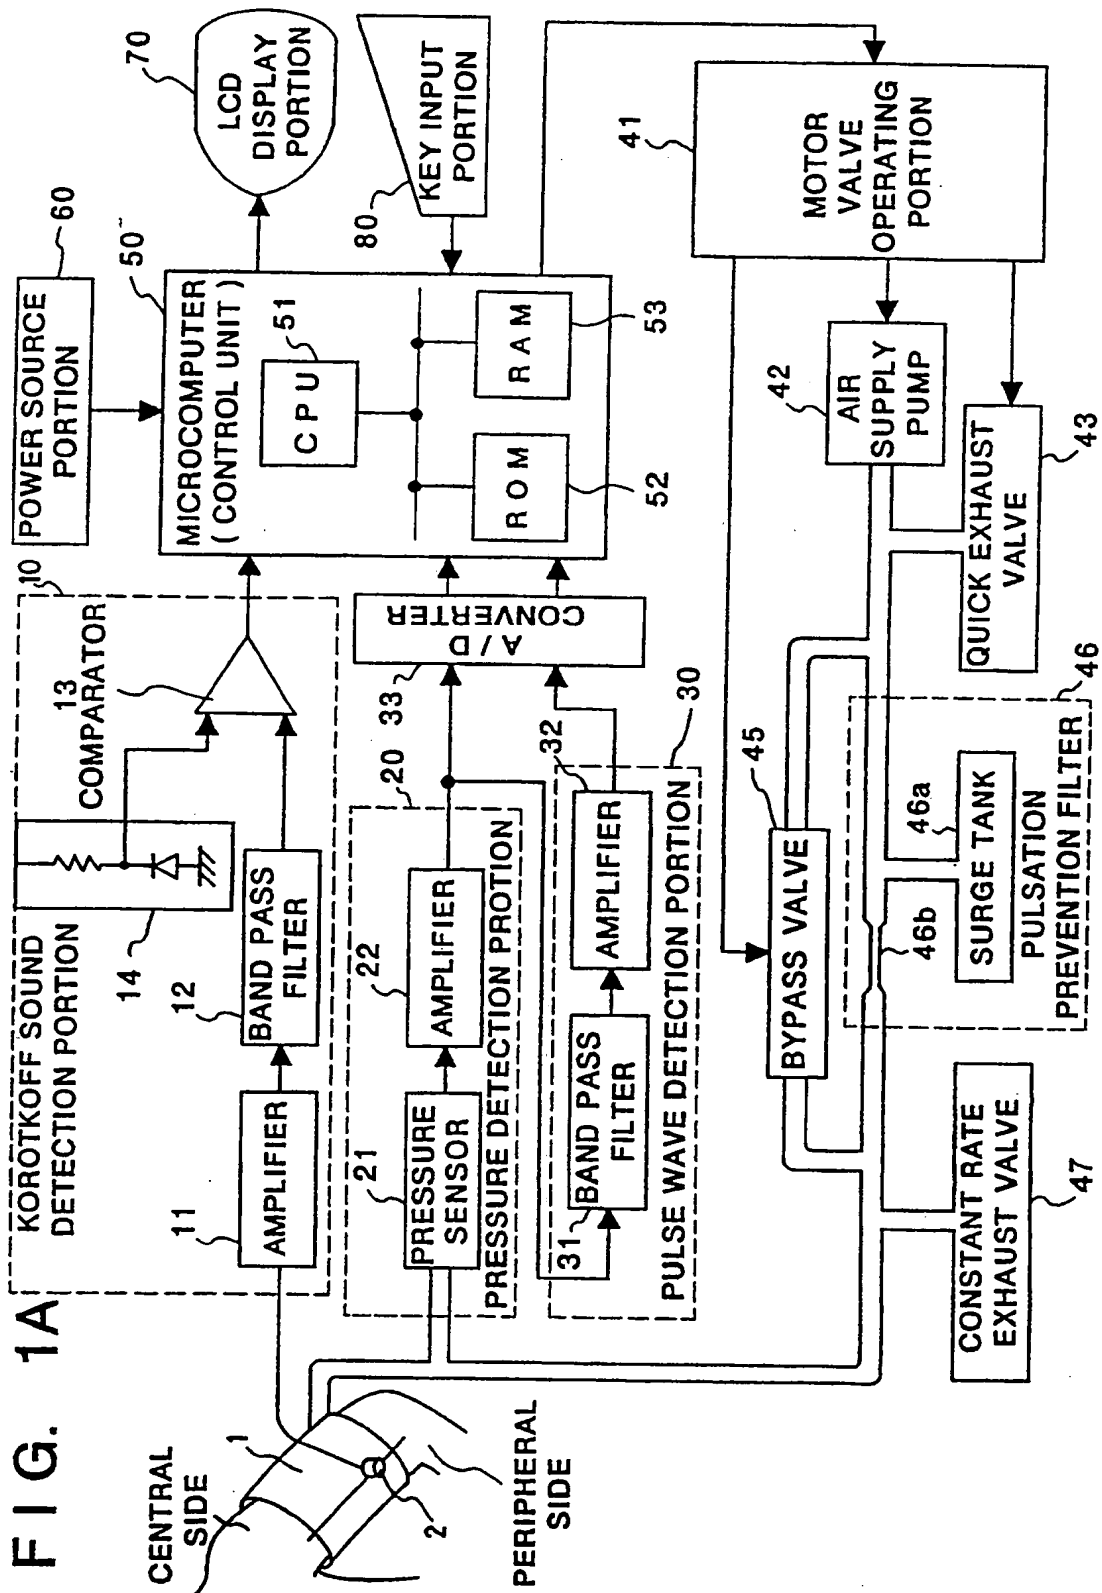 FIG. 1A
KOROTKOFF SOUND
DETECTION PORTION
10
14
13
COMPARATOR
11
AMPLIFIER
12
BAND PASS
FILTER
POWER SOURCE
PORTION
60
50
MICROCOMPUTER
( CONTROL UNIT )
CPU
51
ROM
52
RAM
53
70
LCD
DISPLAY
PORTION
80
KEY INPUT
PORTION
CENTRAL
SIDE
1
2
PERIPHERAL
SIDE
21
PRESSURE
SENSOR
22
AMPLIFIER
20
PRESSURE DETECTION PROTION
33
A/D
CONVERTER
31
BAND PASS
FILTER
32
AMPLIFIER
30
PULSE WAVE DETECTION PORTION
41
MOTOR
VALVE
OPERATING
PORTION
42
AIR
SUPPLY
PUMP
QUICK EXHAUST
VALVE
43
45
BYPASS VALVE
46
46a
46b
SURGE TANK
PULSATION
PREVENTION FILTER
CONSTANT RATE
EXHAUST VALVE
47